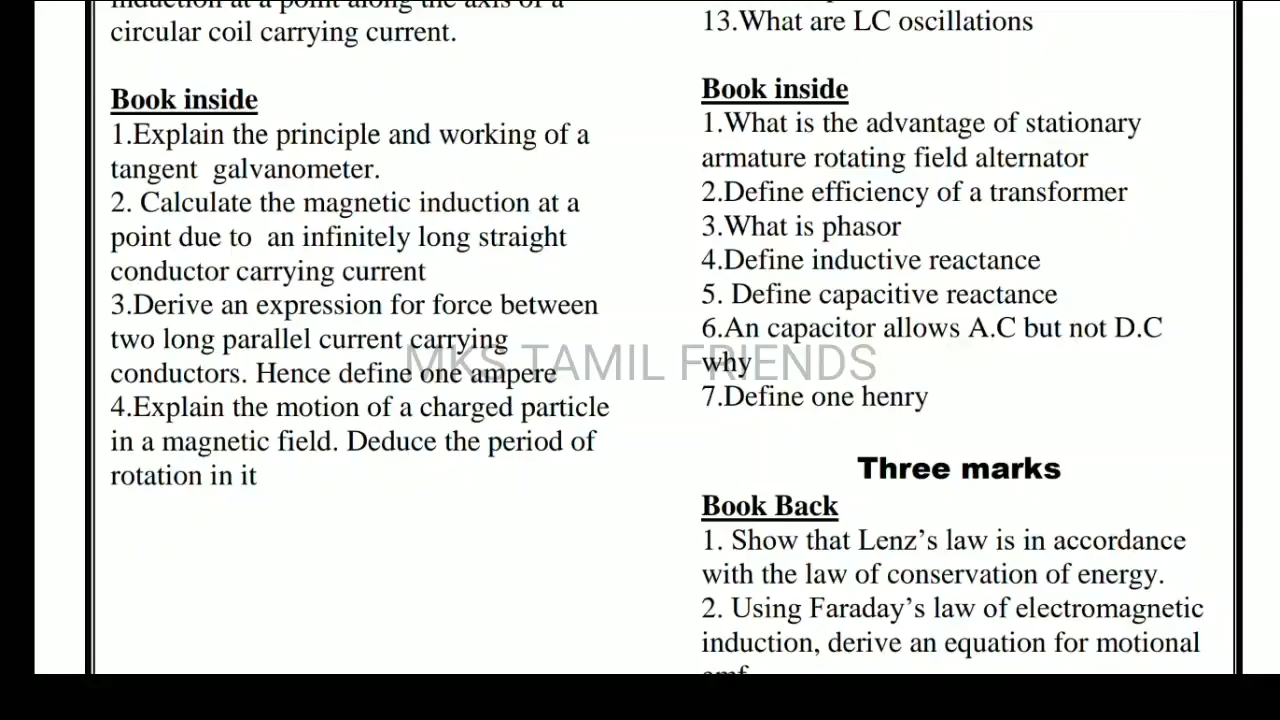 circular coil carrying current.
Book inside
1.Explain the principle and working of a
tangent galvanometer.
2. Calculate the magnetic induction at a
point due to an infinitely long straight
conductor carrying current
3.Derive an expression for force between
two long parallel current carrying
conductors. Hence define one ampere
4.Explain the motion of a charged particle
in a magnetic field. Deduce the period of
rotation in it
13.What are LC oscillations
Book inside
1.What is the advantage of stationary
armature rotating field alternator
2.Define efficiency of a transformer
3.What is phasor
4.Define inductive reactance
5. Define capacitive reactance
6.An capacitor allows A.C but not D.C
why
7.Define one henry
Three marks
Book Back
1. Show that Lenz’s law is in accordance
with the law of conservation of energy.
2. Using Faraday’s law of electromagnetic
induction, derive an equation for motional
MKS TAMIL FRIENDS